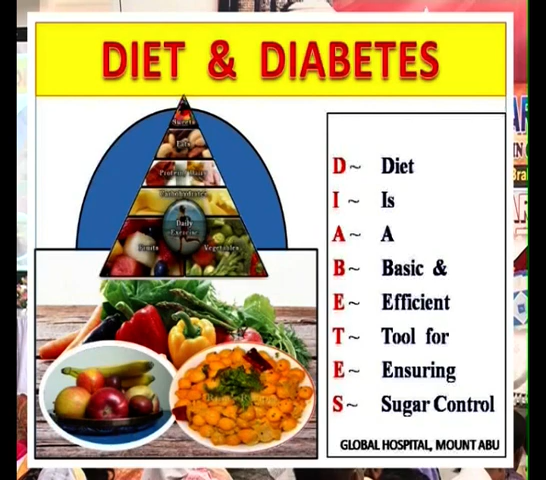 DIET & DIABETES
Sweets
Fats
Carbohydrates
Daily
Exercise
Fruits Vegetables
D ~ Diet
I ~ Is
A ~ A
B ~ Basic &
E ~ Efficient
T ~ Tool for
E ~ Ensuring
S ~ Sugar Control
GLOBAL HOSPITAL, MOUNT ABU